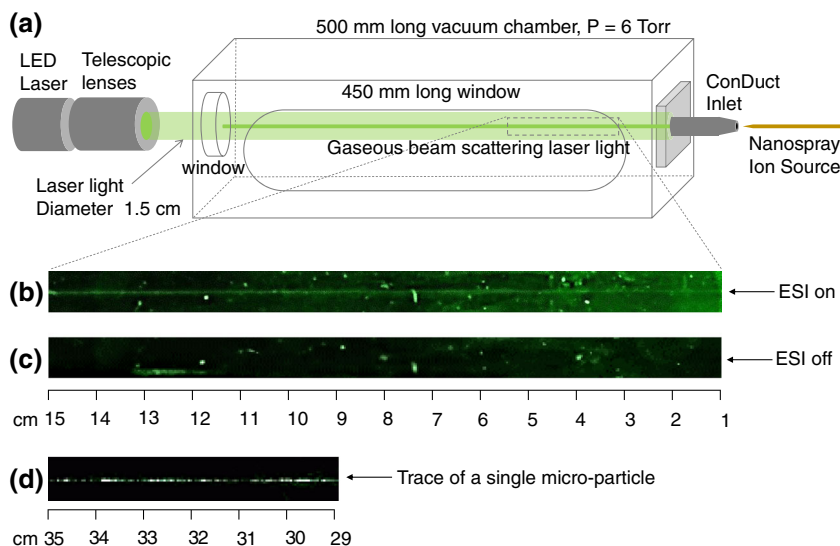 (a)
500 mm long vacuum chamber, P = 6 Torr
LED
Laser
Telescopic
lenses
450 mm long window
ConDuct
Inlet
Gaseous beam scattering laser light
window
Nanospray
Ion Source
Laser light
Diameter 1.5 cm
(b)
ESI on
(c)
ESI off
cm 15 14 13 12 11 10 9 8 7 6 5 4 3 2 1
(d)
Trace of a single micro-particle
cm 35 34 33 32 31 30 29